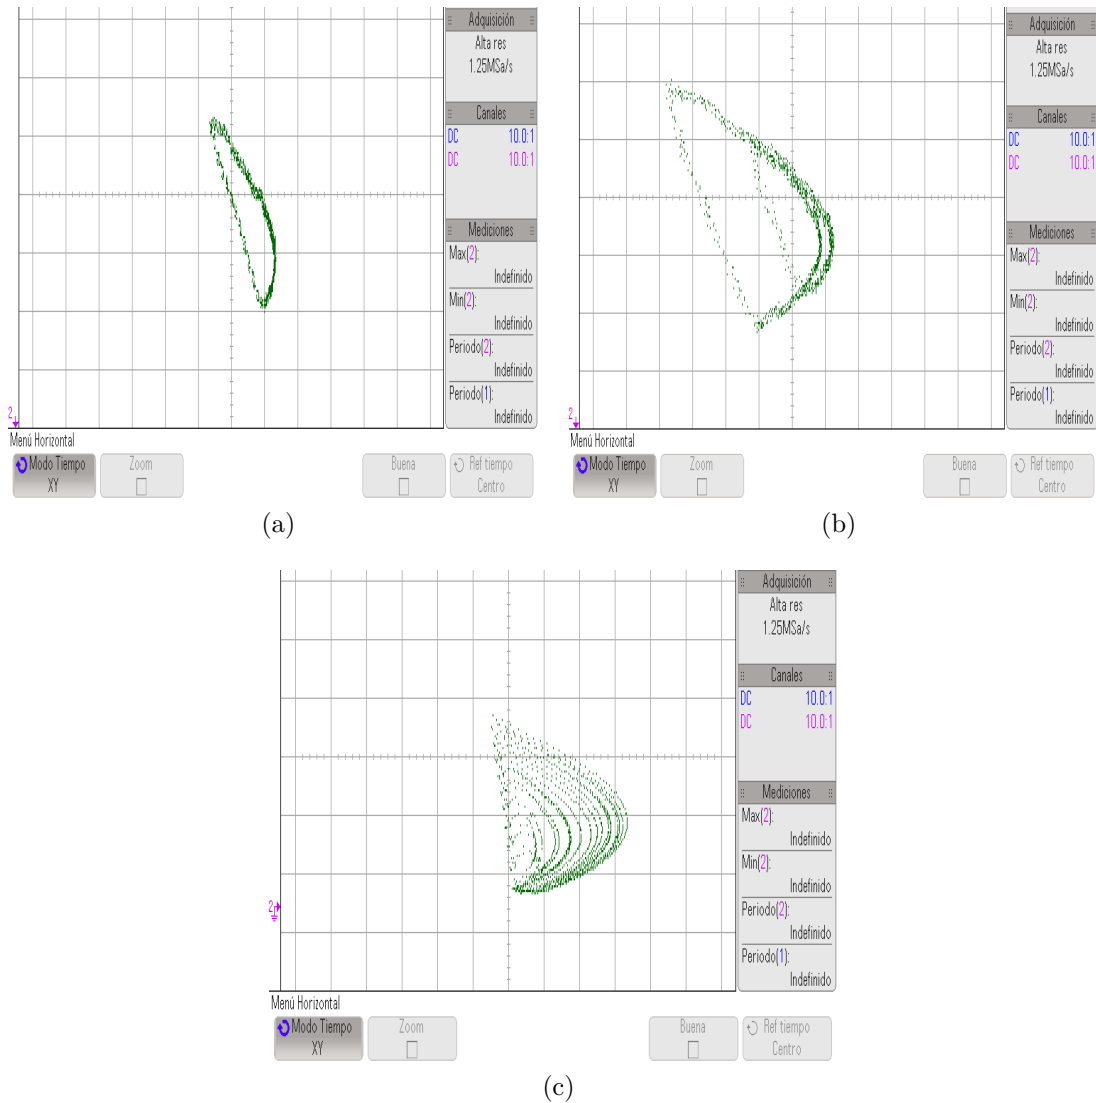 Adquisición
Alta res
1.25MSa/s
Canales
DC 10.0:1
DC 10.0:1
Mediciones
Max(2):
Indefinido
Min(2):
Indefinido
Periodo(2):
Indefinido
Periodo(1):
Indefinido
2
Menú Horizontal
Modo Tiempo
XY
Zoom
Buena
Ref tiempo
Centro
(a)
Adquisición
Alta res
1.25MSa/s
Canales
DC 10.0:1
DC 10.0:1
Mediciones
Max(2):
Indefinido
Min(2):
Indefinido
Periodo(2):
Indefinido
Periodo(1):
Indefinido
2
Menú Horizontal
Modo Tiempo
XY
Zoom
Buena
Ref tiempo
Centro
(b)
Adquisición
Alta res
1.25MSa/s
Canales
DC 10.0:1
DC 10.0:1
Mediciones
Max(2):
Indefinido
Min(2):
Indefinido
Periodo(2):
Indefinido
Periodo(1):
Indefinido
2
Menú Horizontal
Modo Tiempo
XY
Zoom
Buena
Ref tiempo
Centro
(c)